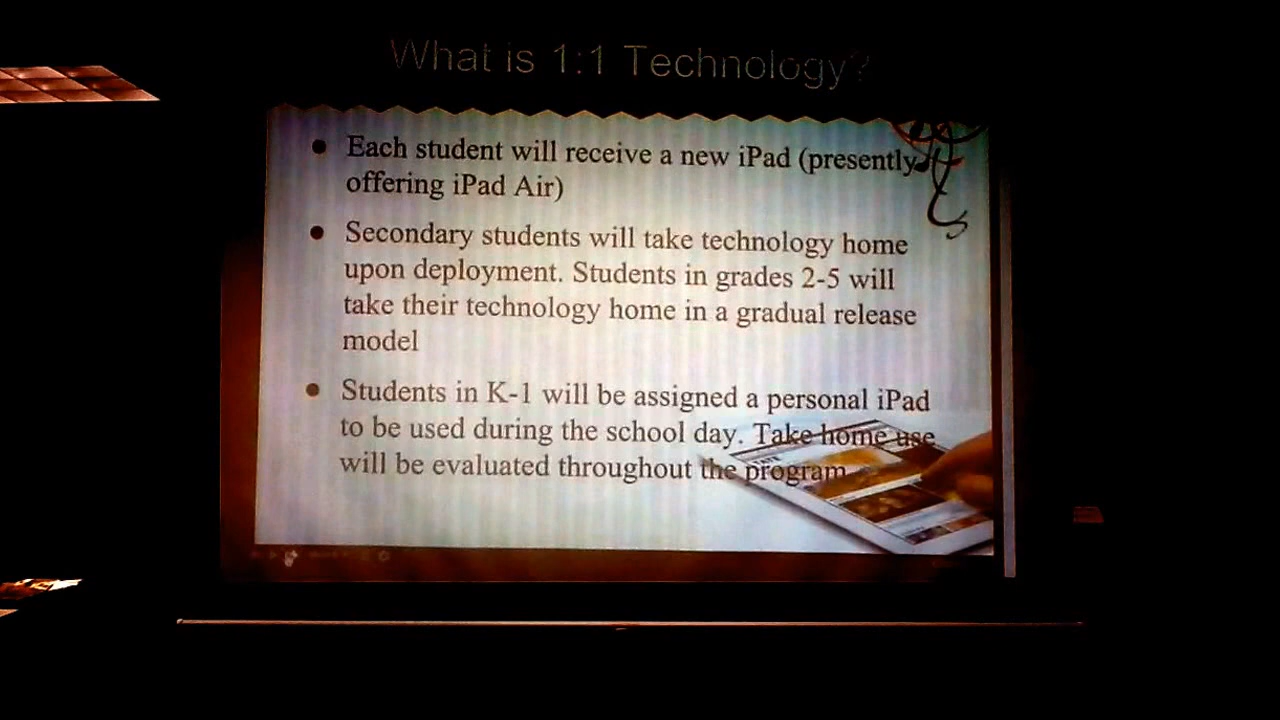 What is 1:1 Technology?
• Each student will receive a new iPad (presently
offering iPad Air)
• Secondary students will take technology home
upon deployment. Students in grades 2-5 will
take their technology home in a gradual release
model
• Students in K-1 will be assigned a personal iPad
to be used during the school day. Take home use
will be evaluated throughout the program